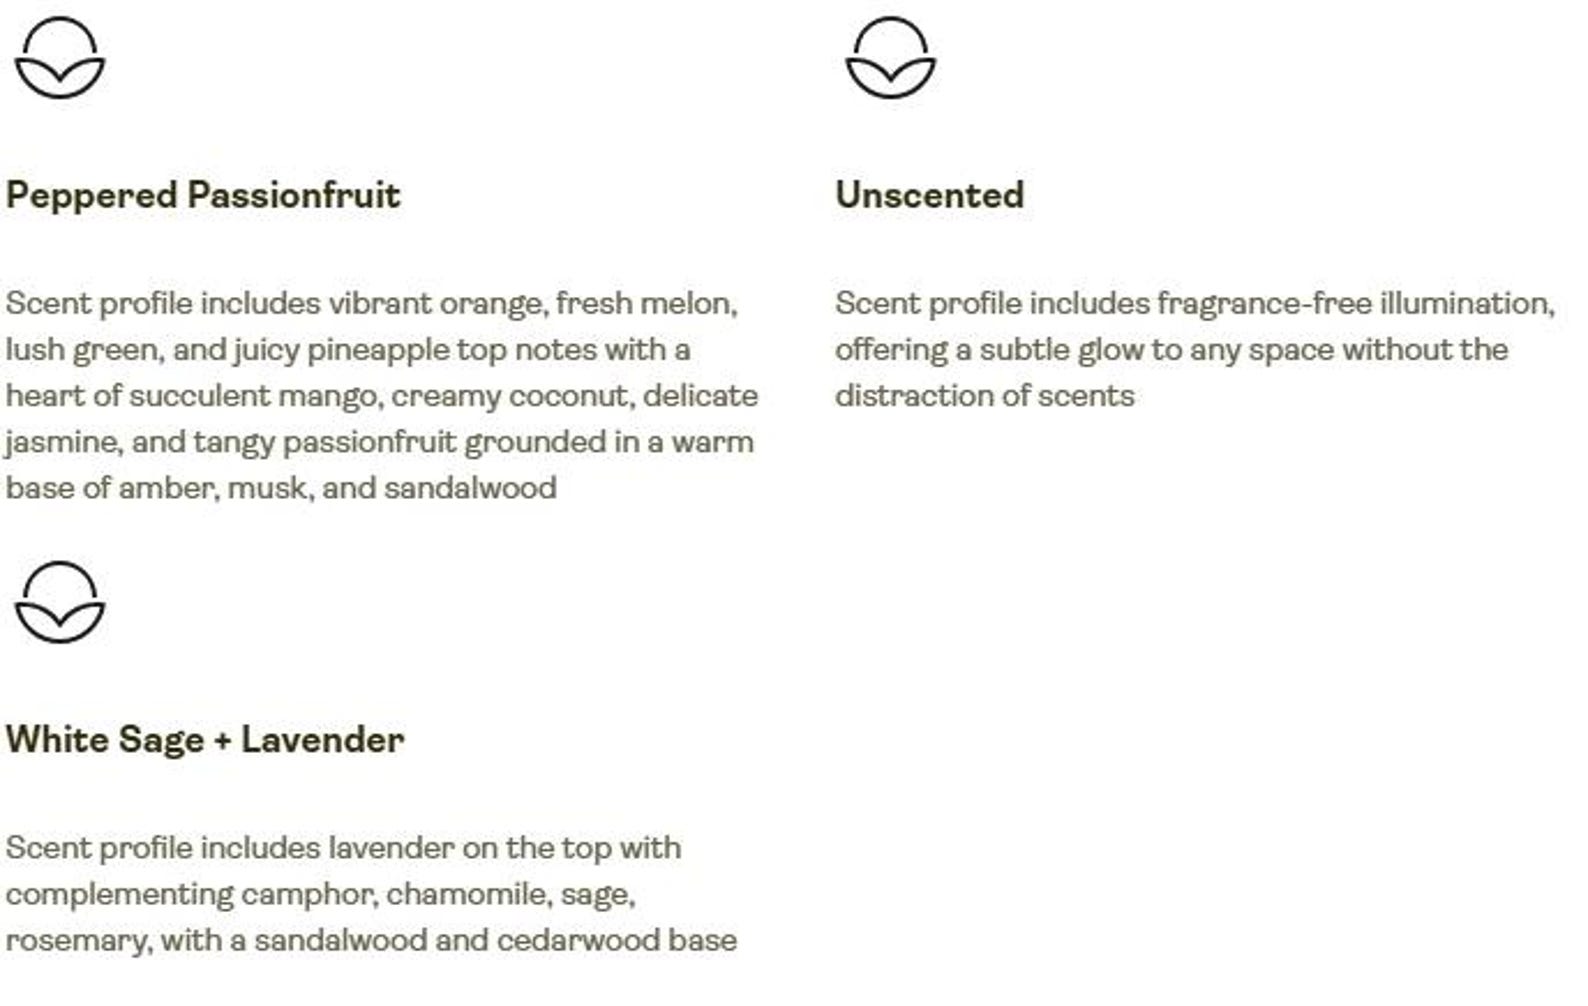 Peppered Passionfruit
Scent profile includes vibrant orange, fresh melon,
lush green, and juicy pineapple top notes with a
heart of succulent mango, creamy coconut, delicate
jasmine, and tangy passionfruit grounded in a warm
base of amber, musk, and sandalwood
Unscented
Scent profile includes fragrance-free illumination,
offering a subtle glow to any space without the
distraction of scents
White Sage + Lavender
Scent profile includes lavender on the top with
complementing camphor, chamomile, sage,
rosemary, with a sandalwood and cedarwood base